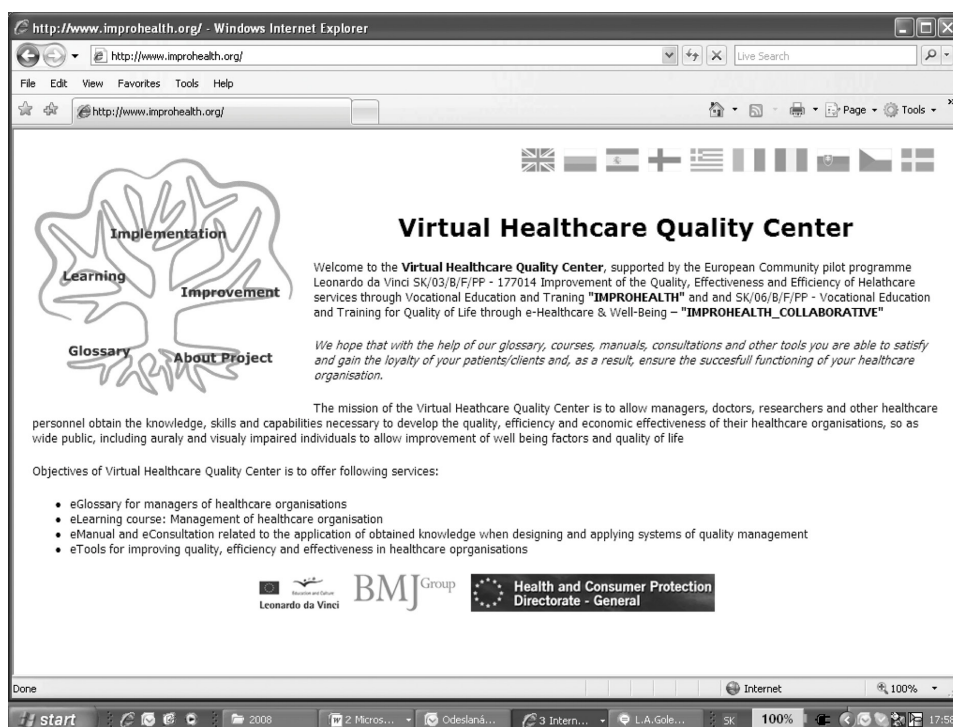 http://www.improhealth.org/ - Windows Internet Explorer
http://www.improhealth.org/
Live Search
File Edit View Favorites Tools Help
http://www.improhealth.org/
Page Tools
Implementation
Learning
Improvement
Glossary
About Project
Virtual Healthcare Quality Center
Welcome to the Virtual Healthcare Quality Center, supported by the European Community pilot programme
Leonardo da Vinci SK/03/B/F/PP - 177014 Improvement of the Quality, Effectiveness and Efficiency of Helathcare
services through Vocational Education and Traning "IMPROHEALTH" and and SK/06/B/F/PP - Vocational Education
and Training for Quality of Life through e-Healthcare & Well-Being – "IMPROHEALTH_COLLABORATIVE"
We hope that with the help of our glossary, courses, manuals, consultations and other tools you are able to satisfy
and gain the loyalty of your patients/clients and, as a result, ensure the succesfull functioning of your healthcare
organisation.
The mission of the Virtual Heathcare Quality Center is to allow managers, doctors, researchers and other healthcare
personnel obtain the knowledge, skills and capabilities necessary to develop the quality, efficiency and economic effectiveness of their healthcare organisations, so as
wide public, including auraly and visualy impaired individuals to allow improvement of well being factors and quality of life
Objectives of Virtual Healthcare Quality Center is to offer following services:
• eGlossary for managers of healthcare organisations
• eLearning course: Management of healthcare organisation
• eManual and eConsultation related to the application of obtained knowledge when designing and applying systems of quality management
• eTools for improving quality, efficiency and effectiveness in healthcare oprganisations
Education and Culture
Leonardo da Vinci
BMJ Group
Health and Consumer Protection
Directorate - General
Done
Internet
100%
start
2008
2 Micros...
Odeslaná...
3 Intern...
L.A.Gole...
SK
100%
17:58